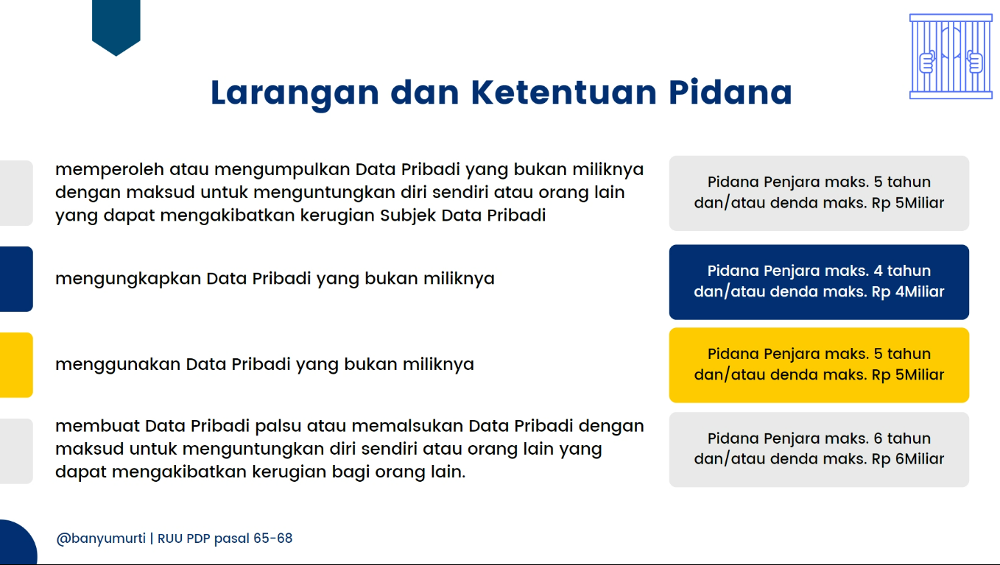 Larangan dan Ketentuan Pidana
memperoleh atau mengumpulkan Data Pribadi yang bukan miliknya
dengan maksud untuk menguntungkan diri sendiri atau orang lain
yang dapat mengakibatkan kerugian Subjek Data Pribadi
Pidana Penjara maks. 5 tahun
dan/atau denda maks. Rp 5Miliar
mengungkapkan Data Pribadi yang bukan miliknya
Pidana Penjara maks. 4 tahun
dan/atau denda maks. Rp 4Miliar
menggunakan Data Pribadi yang bukan miliknya
Pidana Penjara maks. 5 tahun
dan/atau denda maks. Rp 5Miliar
membuat Data Pribadi palsu atau memalsukan Data Pribadi dengan
maksud untuk menguntungkan diri sendiri atau orang lain yang
dapat mengakibatkan kerugian bagi orang lain.
Pidana Penjara maks. 6 tahun
dan/atau denda maks. Rp 6Miliar
@banyumurti | RUU PDP pasal 65-68